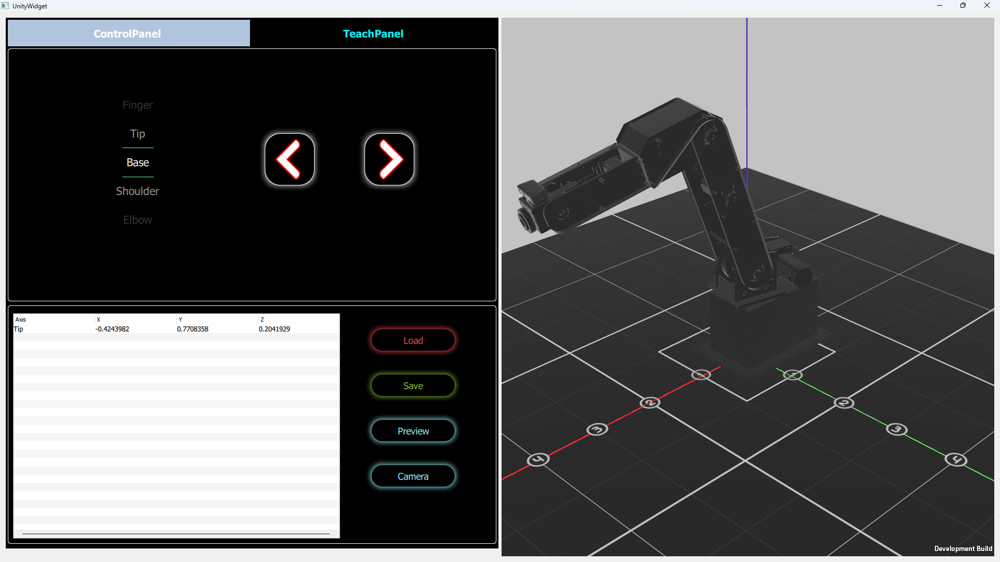 UnityWidget
ControlPanel
TeachPanel
Finger
Tip
Base
Shoulder
Elbow
Axis X Y Z
Tip -0.4243982 0.7708358 0.2041929
Load
Save
Preview
Camera
1
2
3
4
1
2
3
4
Development Build